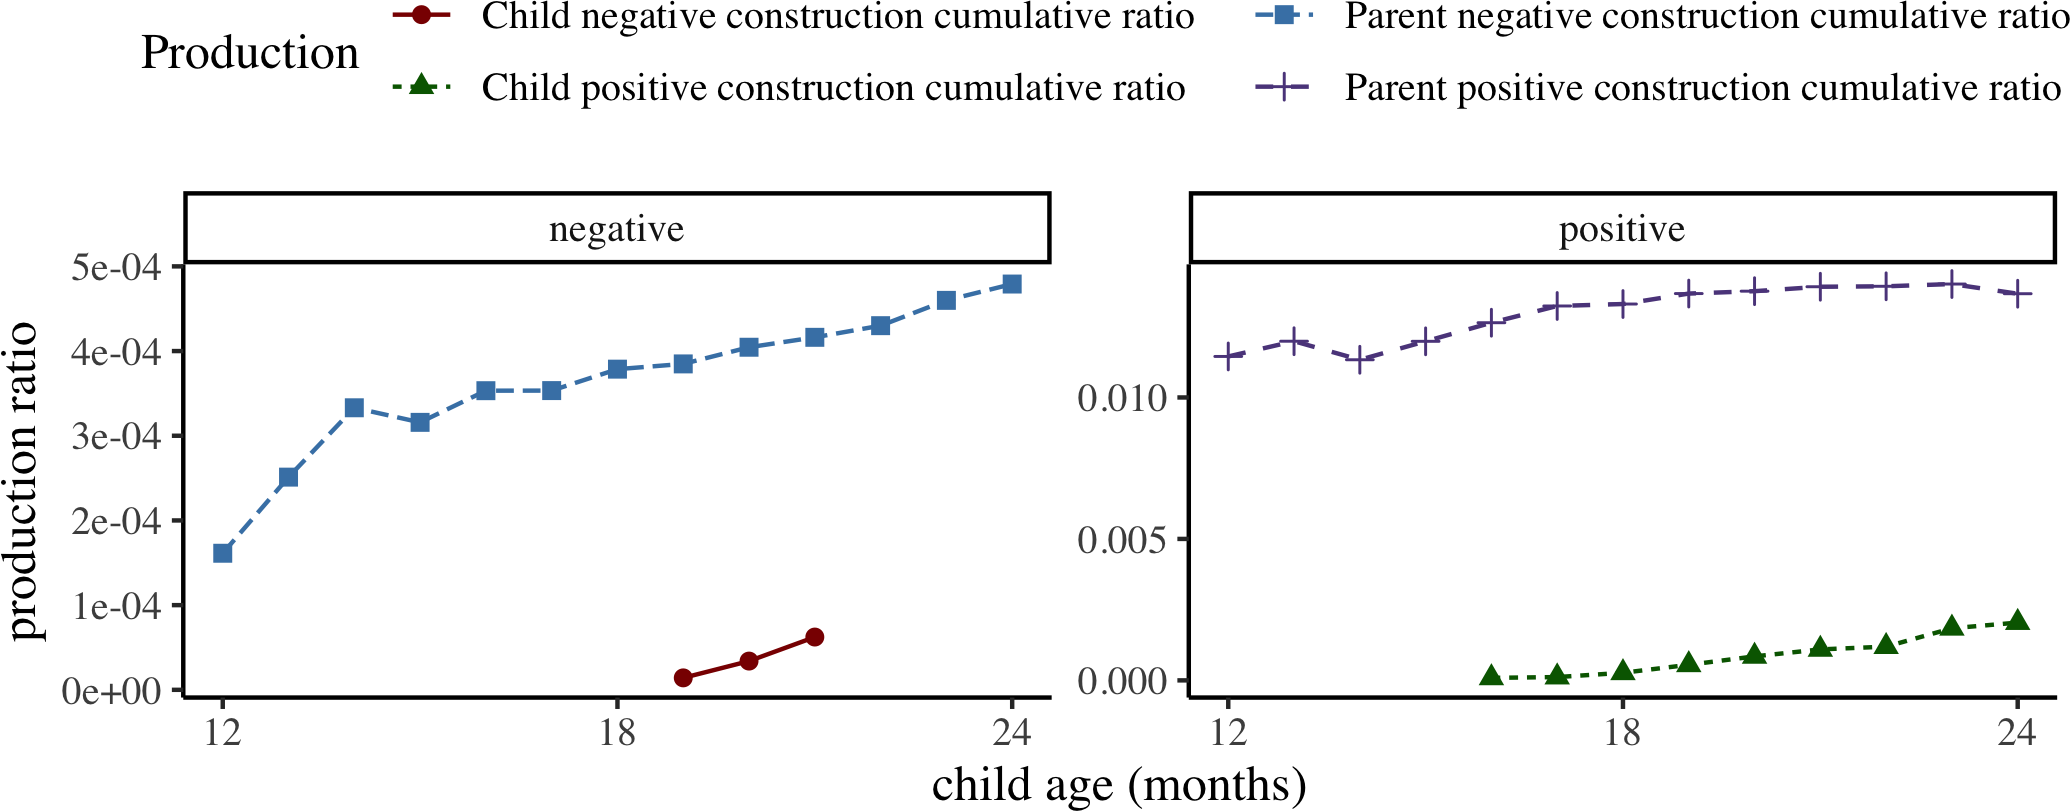 Production
Child negative construction cumulative ratio
Parent negative construction cumulative ratio
Child positive construction cumulative ratio
Parent positive construction cumulative ratio
negative
positive
production ratio
5e-04
4e-04
3e-04
2e-04
1e-04
0e+00
0.010
0.005
0.000
12
18
24
12
18
24
child age (months)